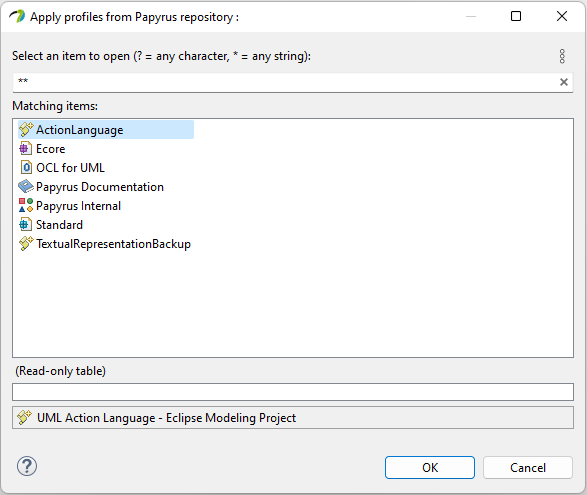 Apply profiles from Papyrus repository :
Select an item to open (? = any character, * = any string):
**
Matching items:
ActionLanguage
Ecore
OCL for UML
Papyrus Documentation
Papyrus Internal
Standard
TextualRepresentationBackup
(Read-only table)
UML Action Language - Eclipse Modeling Project
?
OK
Cancel